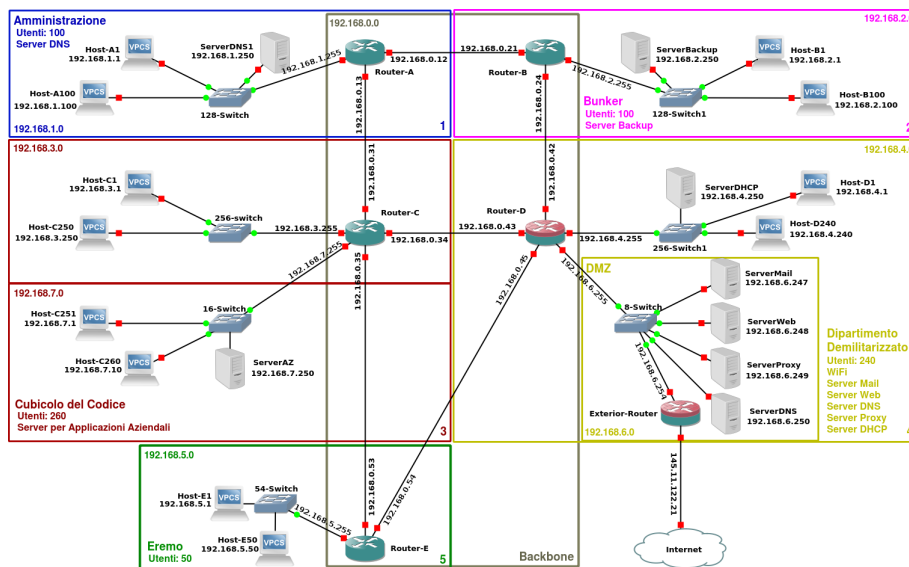 Amministrazione
Utenti: 100
Server DNS
Host-A1
192.168.1.1
VPCS
ServerDNS1
192.168.1.250
Host-A100
192.168.1.100
VPCS
128-Switch
192.168.1.255
192.168.1.0
1
192.168.0.0
Router-A
192.168.0.12
192.168.0.13
192.168.0.21
Router-B
192.168.0.24
192.168.2.255
ServerBackup
192.168.2.250
Host-B1
192.168.2.1
VPCS
Host-B100
192.168.2.100
VPCS
128-Switch1
Bunker
Utenti: 100
Server Backup
192.168.3.0
Host-C1
192.168.3.1
VPCS
Host-C250
192.168.3.250
VPCS
256-switch
192.168.3.255
192.168.0.31
Router-C
192.168.0.34
192.168.0.35
192.168.7.255
192.168.0.42
Router-D
192.168.0.43
192.168.4.255
192.168.0.45
192.168.6.255
ServerDHCP
192.168.4.250
Host-D1
192.168.4.1
VPCS
Host-D240
192.168.4.240
VPCS
256-Switch1
192.168.7.0
Host-C251
192.168.7.1
VPCS
Host-C260
192.168.7.10
VPCS
16-Switch
ServerAZ
192.168.7.250
Cubicolo del Codice
Utenti: 260
Server per Applicazioni Aziendali
3
DMZ
8-Switch
ServerMail
192.168.6.247
ServerWeb
192.168.6.248
ServerProxy
192.168.6.249
ServerDNS
192.168.6.250
192.168.6.254
Exterior-Router
192.168.6.0
Dipartimento
Demilitarizzato
Utenti: 240
WiFi
Server Mail
Server Web
Server DNS
Server Proxy
Server DHCP
145.11.122.21
Internet
192.168.5.0
Host-E1
192.168.5.1
VPCS
54-Switch
Host-E50
192.168.5.50
VPCS
192.168.5.255
192.168.0.53
192.168.0.54
Router-E
Eremo
Utenti: 50
5
Backbone